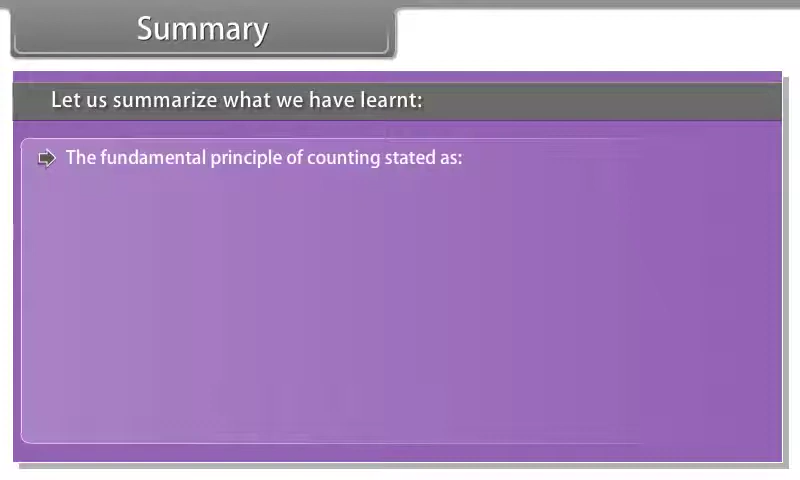 Summary
Let us summarize what we have learnt:
The fundamental principle of counting stated as: